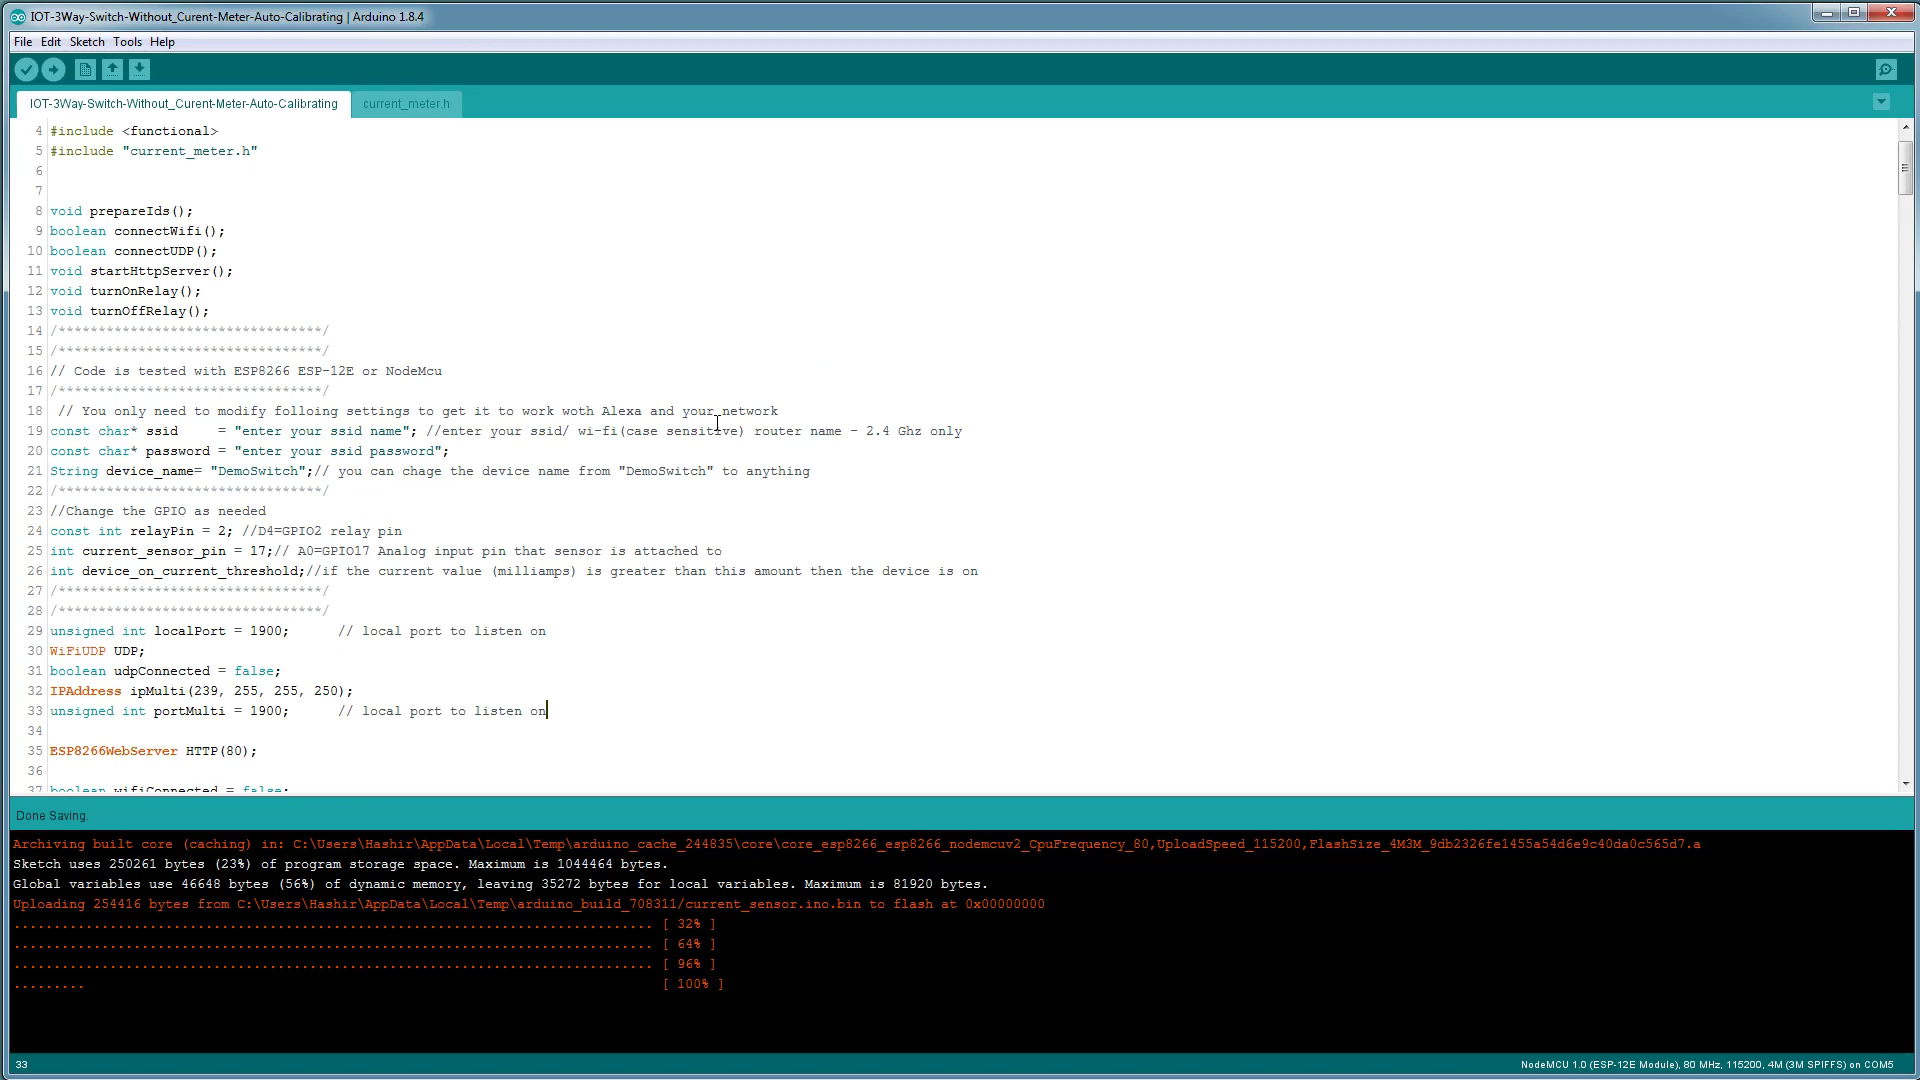 IOT-3Way-Switch-Without_Curent-Meter-Auto-Calibrating | Arduino 1.8.4
File Edit Sketch Tools Help
IOT-3Way-Switch-Without_Curent-Meter-Auto-Calibrating current_meter.h
4 #include <functional>
5 #include "current_meter.h"
6
7
8 void prepareIds();
9 boolean connectWifi();
10 boolean connectUDP();
11 void startHttpServer();
12 void turnOnRelay();
13 void turnOffRelay();
14 /*********************************/
15 /*********************************/
16 // Code is tested with ESP8266 ESP-12E or NodeMcu
17 /*********************************/
18 // You only need to modify folloing settings to get it to work woth Alexa and your network
19 const char* ssid     = "enter your ssid name"; //enter your ssid/ wi-fi(case sensitive) router name - 2.4 Ghz only
20 const char* password = "enter your ssid password";
21 String device_name= "DemoSwitch";// you can chage the device name from "DemoSwitch" to anything
22 /*********************************/
23 //Change the GPIO as needed
24 const int relayPin = 2; //D4=GPIO2 relay pin
25 int current_sensor_pin = 17;// A0=GPIO17 Analog input pin that sensor is attached to
26 int device_on_current_threshold;//if the current value (milliamps) is greater than this amount then the device is on
27 /*********************************/
28 /*********************************/
29 unsigned int localPort = 1900;      // local port to listen on
30 WiFiUDP UDP;
31 boolean udpConnected = false;
32 IPAddress ipMulti(239, 255, 255, 250);
33 unsigned int portMulti = 1900;      // local port to listen on
34
35 ESP8266WebServer HTTP(80);
36
37 boolean wifiConnected = false;
Done Saving.
Archiving built core (caching) in: C:\Users\Hashir\AppData\Local\Temp\arduino_cache_244835\core\core_esp8266_esp8266_nodemcuv2_CpuFrequency_80,UploadSpeed_115200,FlashSize_4M3M_9db2326fe1455a54d6e9c40da0c565d7.a
Sketch uses 250261 bytes (23%) of program storage space. Maximum is 1044464 bytes.
Global variables use 46648 bytes (56%) of dynamic memory, leaving 35272 bytes for local variables. Maximum is 81920 bytes.
Uploading 254416 bytes from C:\Users\Hashir\AppData\Local\Temp\arduino_build_708311/current_sensor.ino.bin to flash at 0x00000000
................................................................................ [ 32% ]
................................................................................ [ 64% ]
................................................................................ [ 96% ]
......... [ 100% ]
33 NodeMCU 1.0 (ESP-12E Module), 80 MHz, 115200, 4M (3M SPIFFS) on COM5